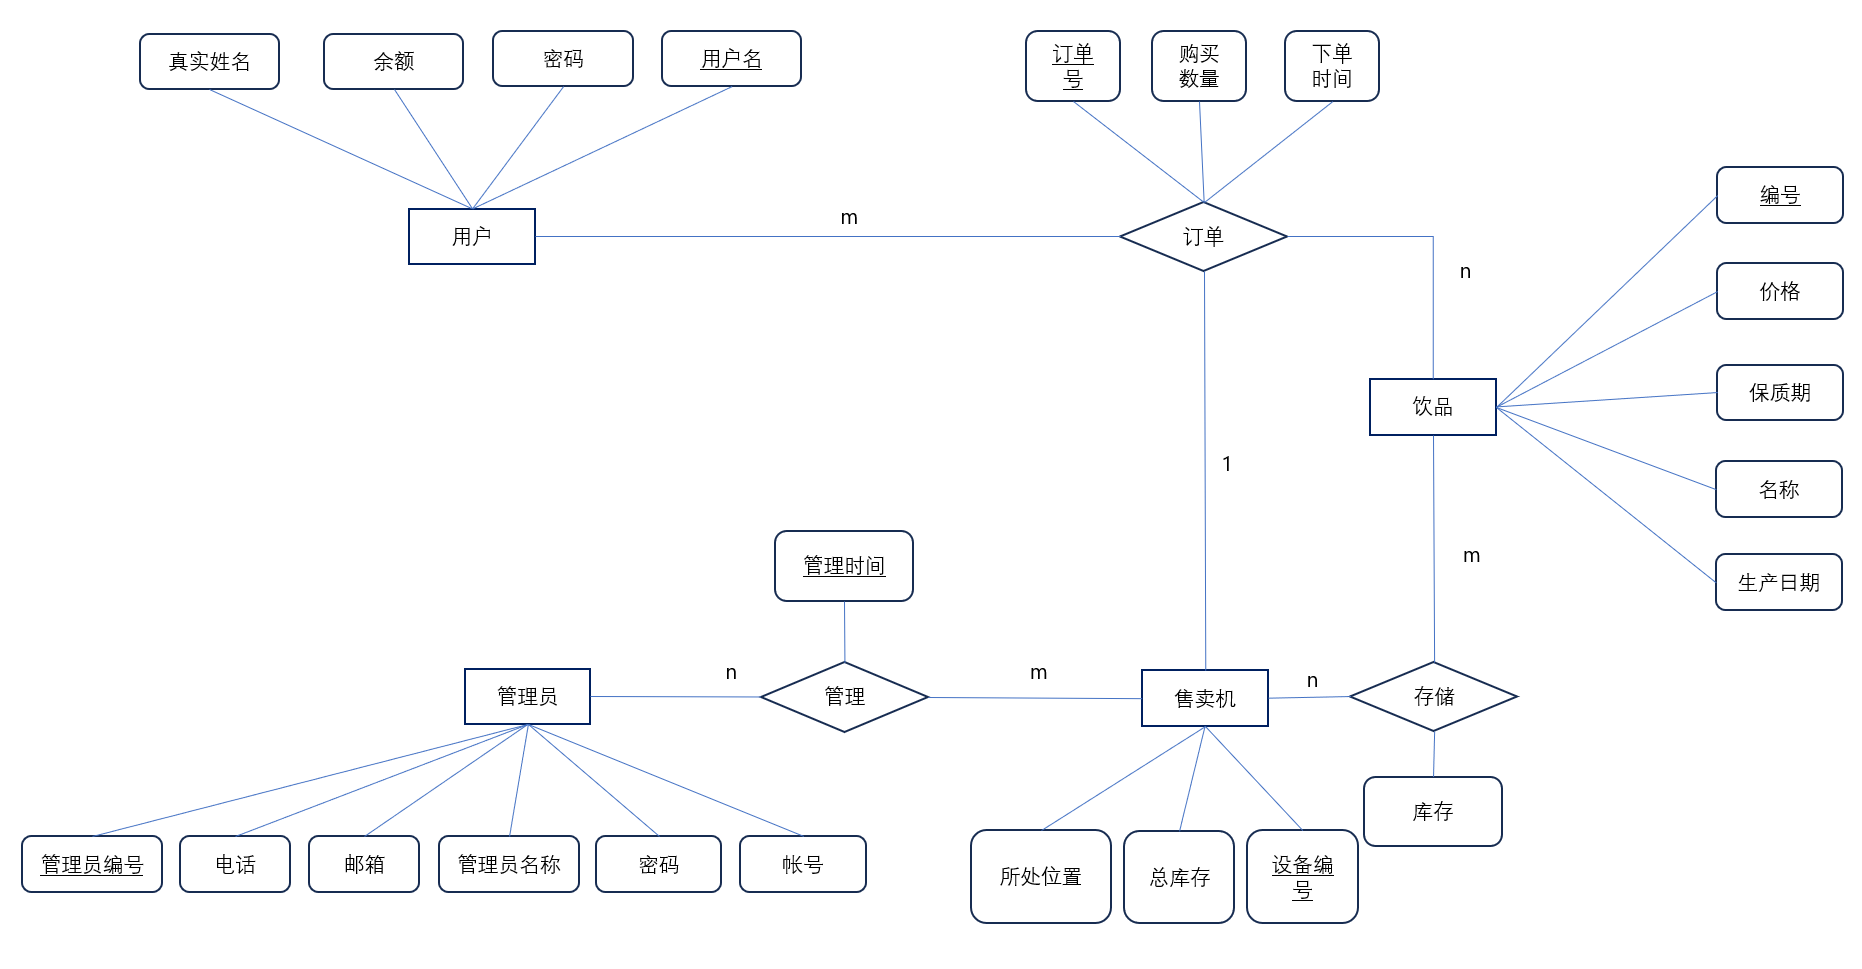 真实姓名
余额
密码
用户名
订单
号
购买
数量
下单
时间
用户
m
订单
n
编号
价格
保质期
名称
生产日期
饮品
1
m
管理时间
管理员
n
管理
m
售卖机
n
存储
库存
管理员编号
电话
邮箱
管理员名称
密码
帐号
所处位置
总库存
设备编
号